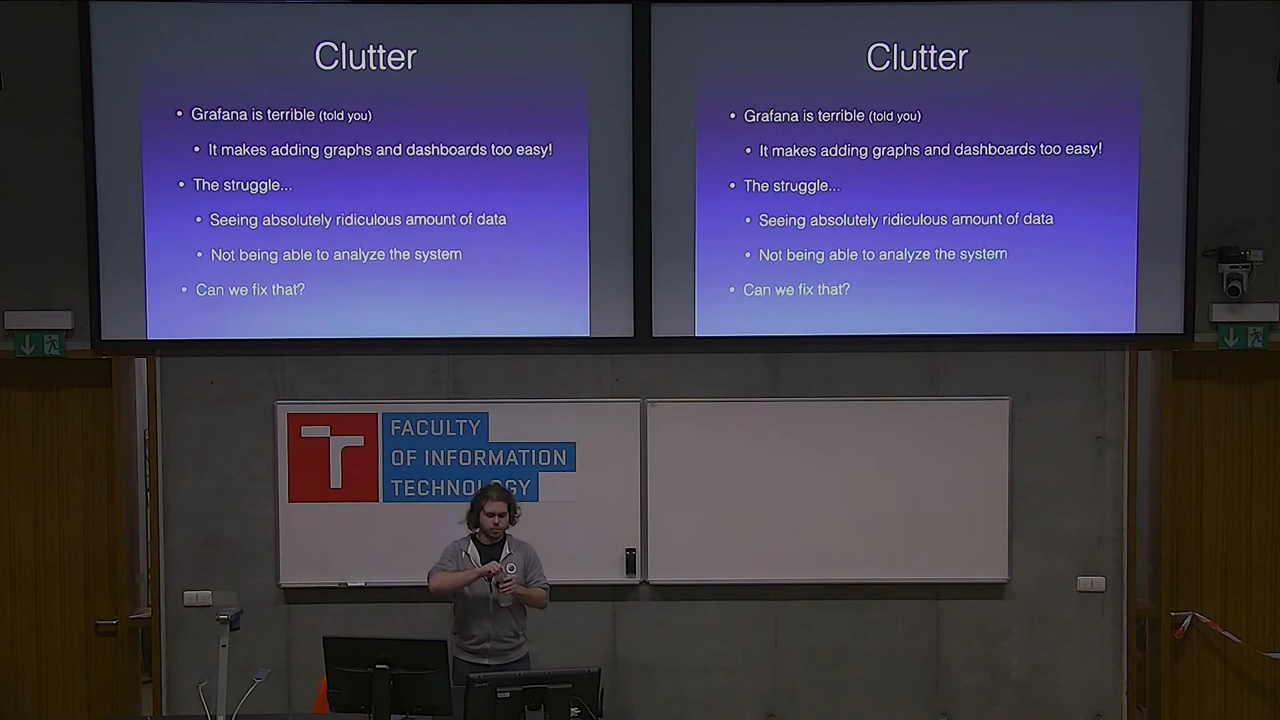 Clutter
• Grafana is terrible (told you)
• It makes adding graphs and dashboards too easy!
• The struggle...
• Seeing absolutely ridiculous amount of data
• Not being able to analyze the system
• Can we fix that?
Clutter
• Grafana is terrible (told you)
• It makes adding graphs and dashboards too easy!
• The struggle...
• Seeing absolutely ridiculous amount of data
• Not being able to analyze the system
• Can we fix that?
FACULTY
OF INFORMATION
TECHNOLOGY